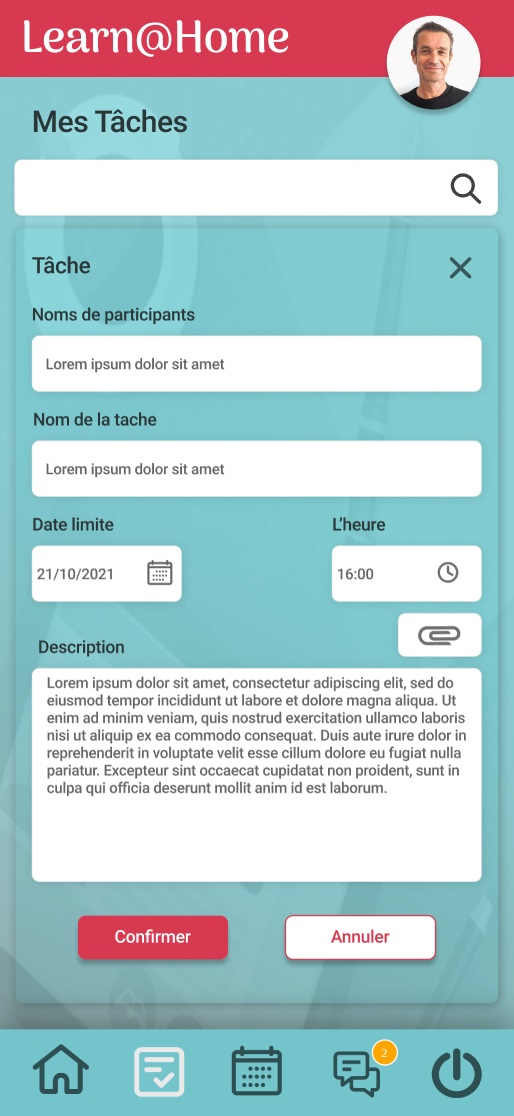 Learn@Home
Mes Tâches
Tâche
Noms de participants
Lorem ipsum dolor sit amet
Nom de la tache
Lorem ipsum dolor sit amet
Date limite
L'heure
21/10/2021
16:00
Description
Lorem ipsum dolor sit amet, consectetur adipiscing elit, sed do
eiusmod tempor incididunt ut labore et dolore magna aliqua. Ut
enim ad minim veniam, quis nostrud exercitation ullamco laboris
nisi ut aliquip ex ea commodo consequat. Duis aute irure dolor in
reprehenderit in voluptate velit esse cillum dolore eu fugiat nulla
pariatur. Excepteur sint occaecat cupidatat non proident, sunt in
culpa qui officia deserunt mollit anim id est laborum.
Confirmer
Annuler
2